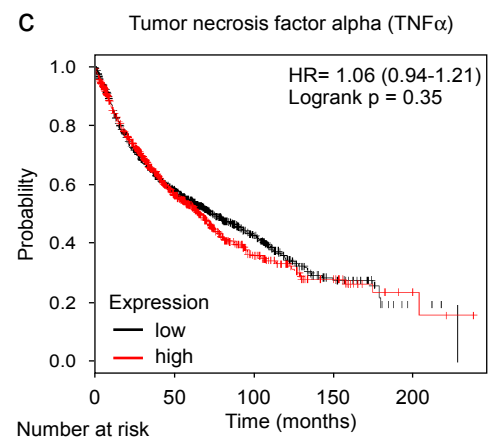 C
Tumor necrosis factor alpha (TNFα)
HR= 1.06 (0.94-1.21)
Logrank p = 0.35
Probablility
1.0
0.8
0.6
0.4
0.2
0.0
Expression
low
high
0 50 100 150 200
Time (months)
Number at risk